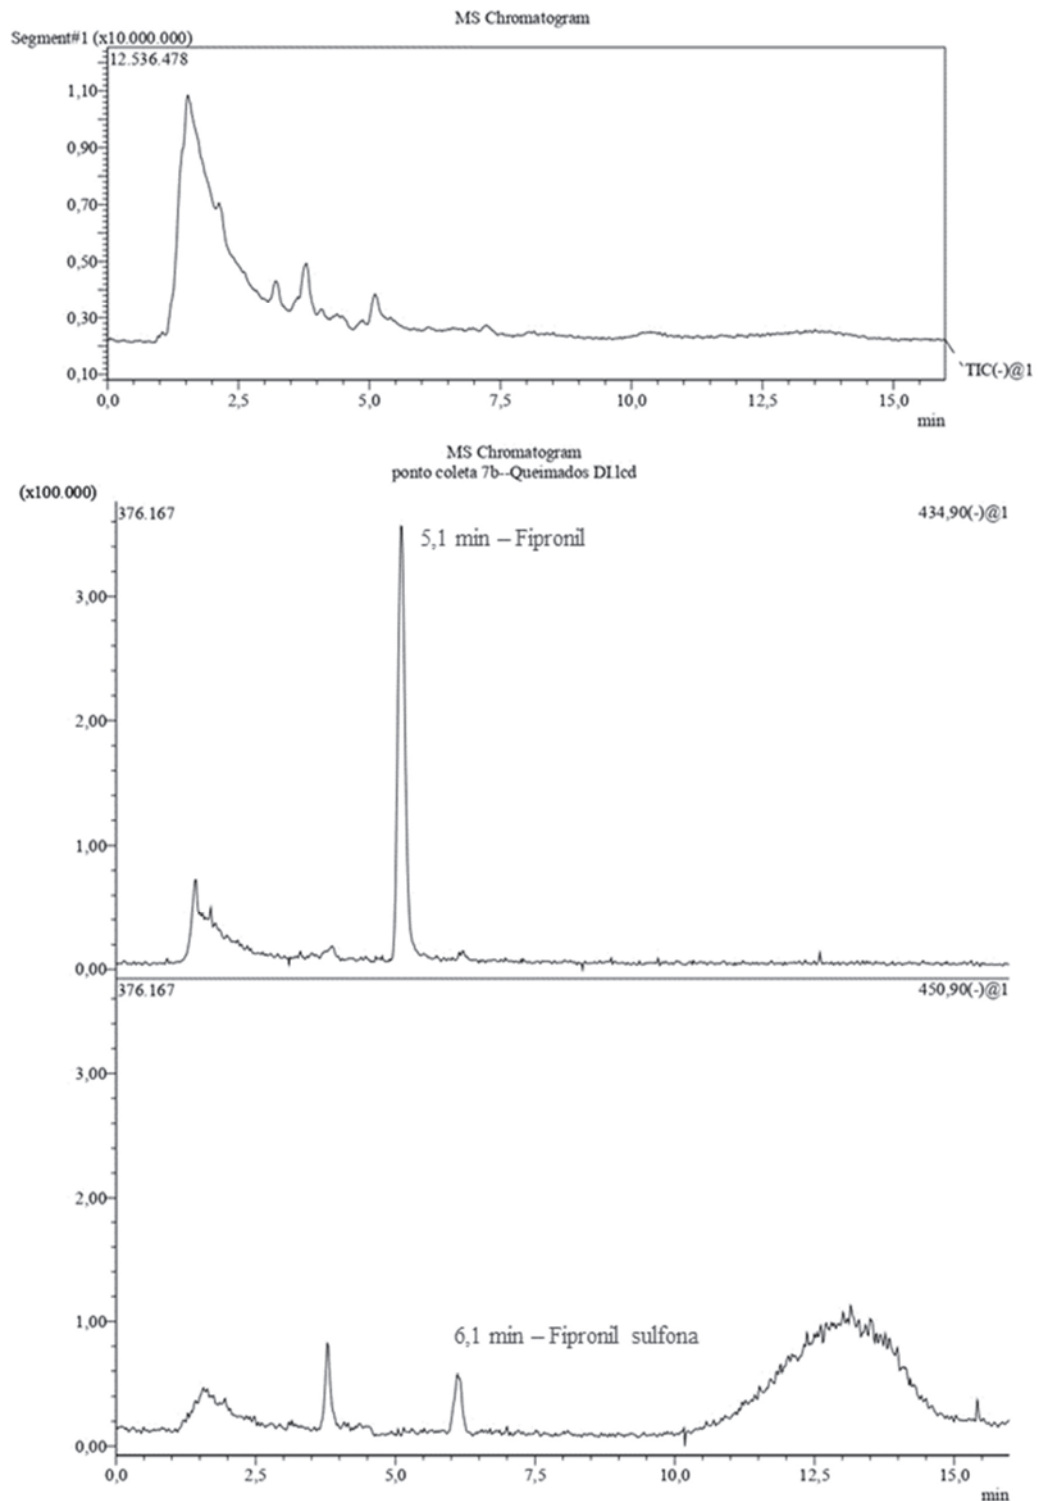 MS Chromatogram
Segment#1 (x10.000.000)
12.536.478
1,10
0,90
0,70
0,50
0,30
0,10
TIC(-)@1
0,0 2,5 5,0 7,5 10,0 12,5 15,0
min
MS Chromatogram
ponto coleta 7b--Queimados DI.lcd
(x100.000)
376.167 434,90(-)@1
5,1 min – Fipronil
3,00
2,00
1,00
0,00
376.167 450,90(-)@1
3,00
2,00
1,00
6,1 min – Fipronil sulfona
0,00
0,0 2,5 5,0 7,5 10,0 12,5 15,0
min